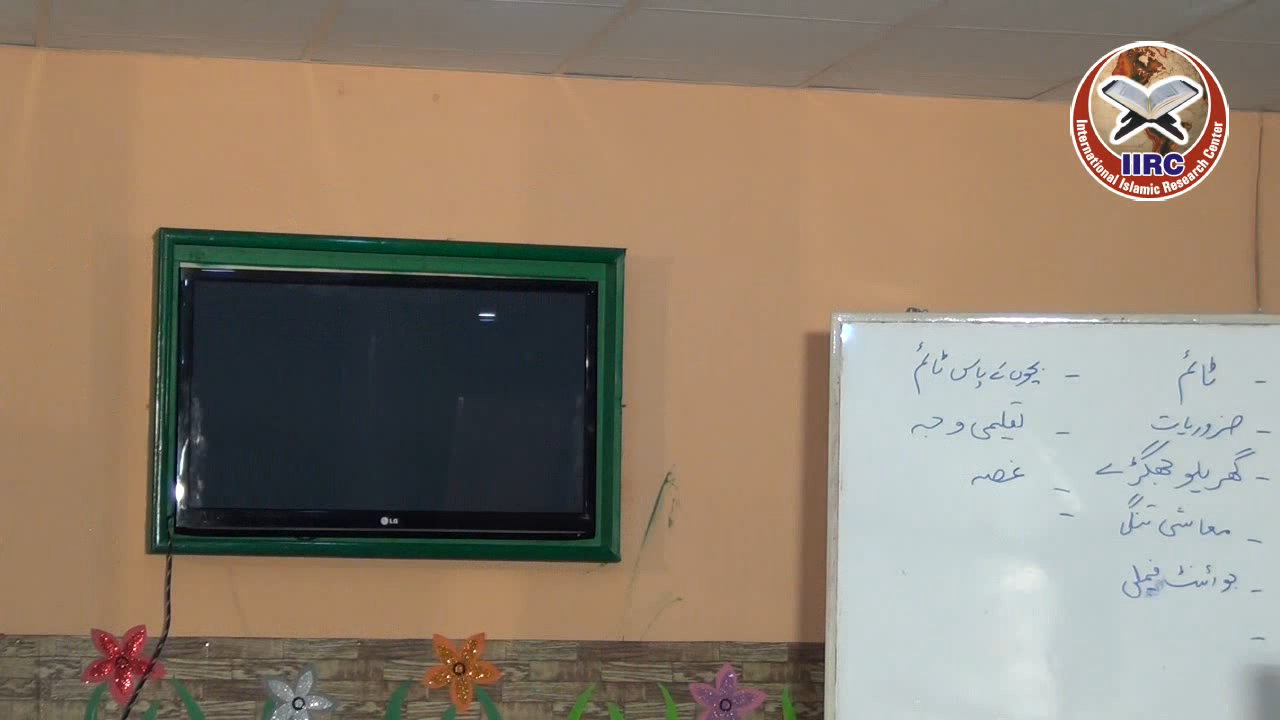 International Islamic Research Center
IIRC
- ٹائم
- ضروریات
- گھریلو جھگڑے
- معاشی تنگی
- جوائنٹ فیملی
-
- بچوں کے پاس ٹائم
- تعلیمی وجہ
- غصہ
-
LG